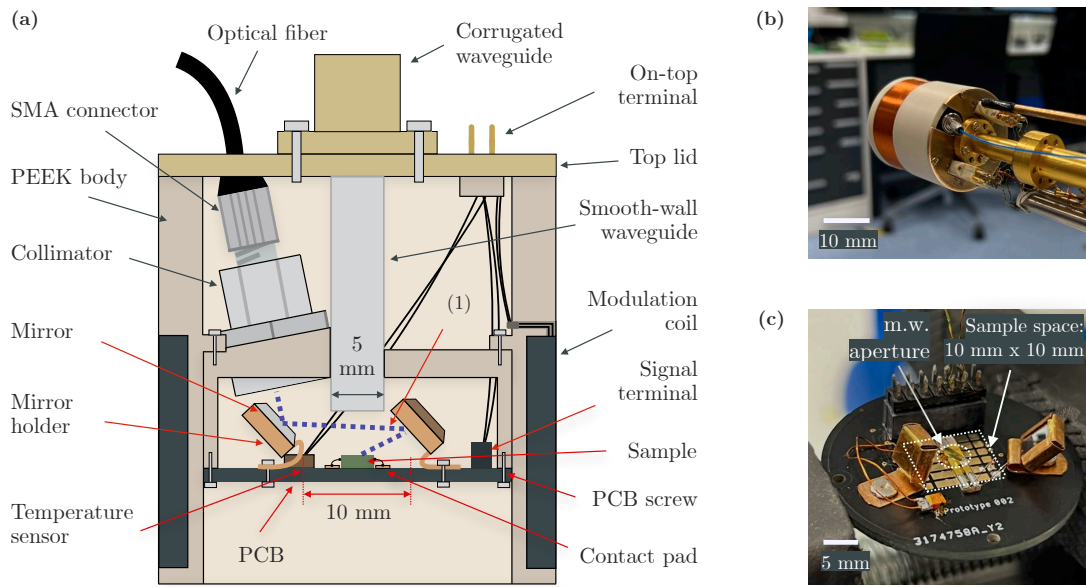 (a)
Optical fiber
Corrugated
waveguide
On-top
terminal
SMA connector
Top lid
PEEK body
Smooth-wall
waveguide
Collimator
(1)
Modulation
coil
Mirror
5
mm
Signal
terminal
Mirror
holder
Sample
PCB screw
10 mm
Temperature
sensor
PCB
Contact pad
(b)
10 mm
(c)
m.w.
aperture
Sample space:
10 mm x 10 mm
Prototype 002
3174758A_Y2
5 mm